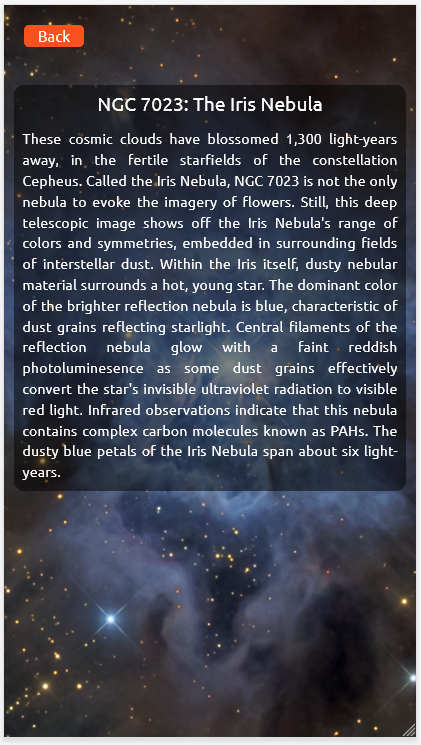 Back
NGC 7023: The Iris Nebula
These cosmic clouds have blossomed 1,300 light-years
away, in the fertile starfields of the constellation
Cepheus. Called the Iris Nebula, NGC 7023 is not the only
nebula to evoke the imagery of flowers. Still, this deep
telescopic image shows off the Iris Nebula's range of
colors and symmetries, embedded in surrounding fields
of interstellar dust. Within the Iris itself, dusty nebular
material surrounds a hot, young star. The dominant color
of the brighter reflection nebula is blue, characteristic of
dust grains reflecting starlight. Central filaments of the
reflection nebula glow with a faint reddish
photoluminesence as some dust grains effectively
convert the star's invisible ultraviolet radiation to visible
red light. Infrared observations indicate that this nebula
contains complex carbon molecules known as PAHs. The
dusty blue petals of the Iris Nebula span about six light-
years.